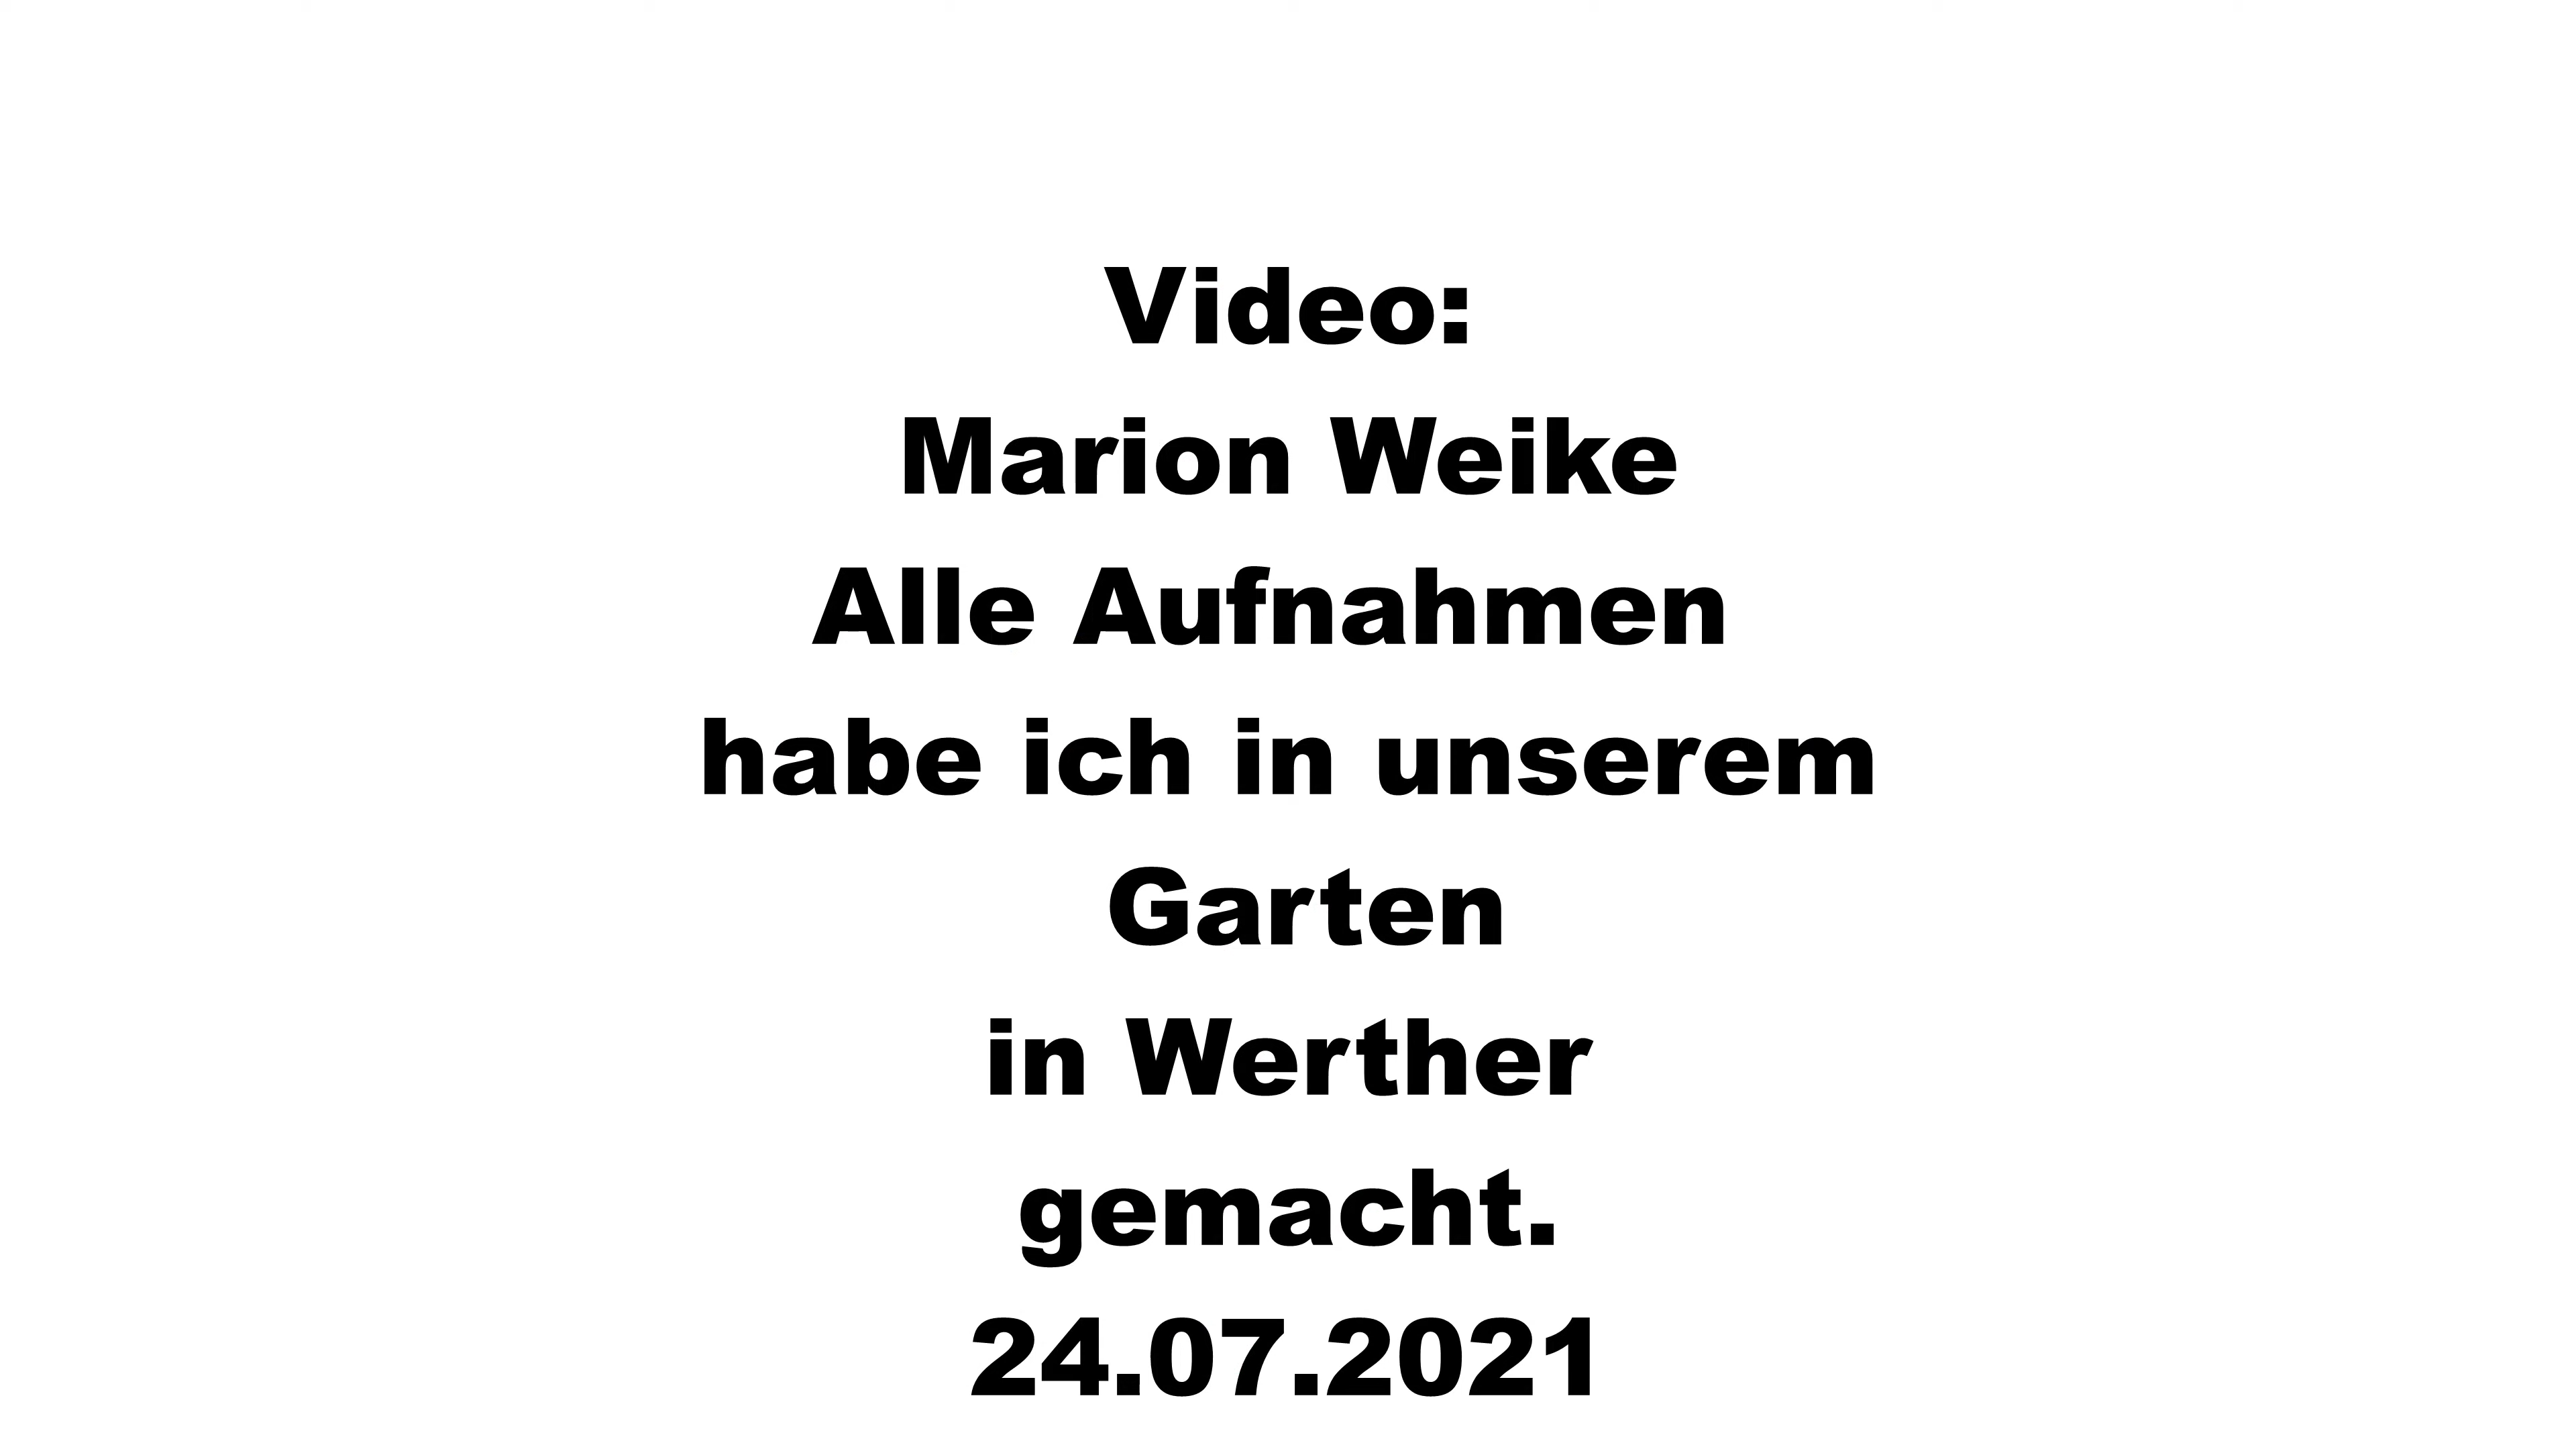 Video:
Marion Weike
Alle Aufnahmen
habe ich in unserem
Garten
in Werther
gemacht.
24.07.2021